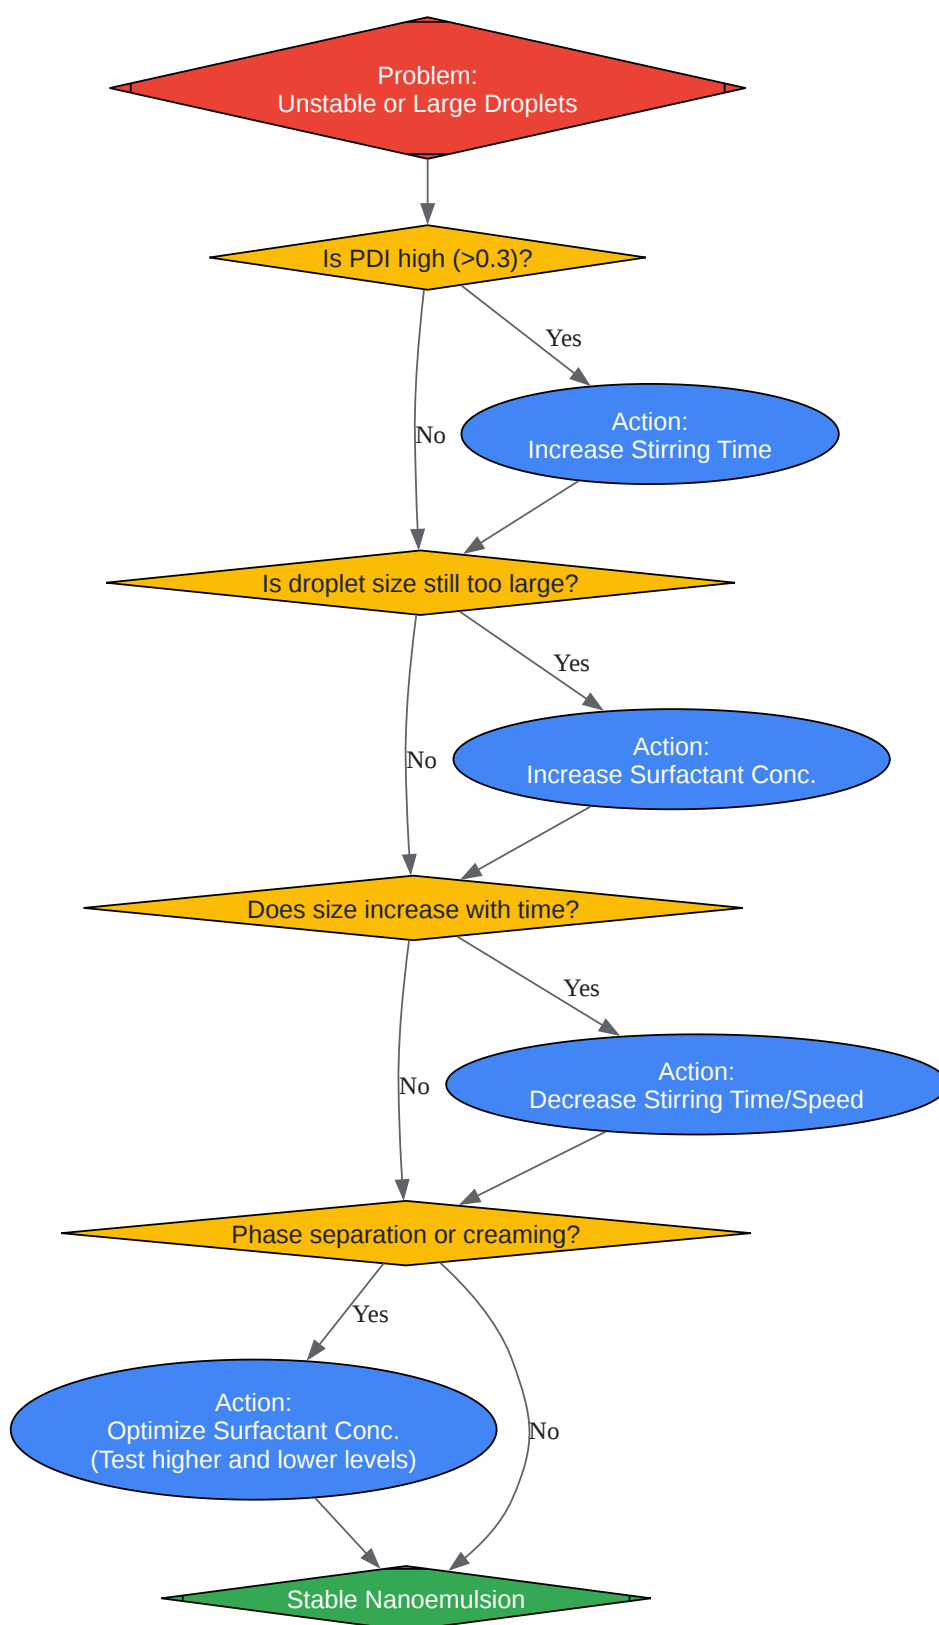 Problem:
Unstable or Large Droplets
Is PDI high (>0.3)?
Yes
Action:
Increase Stirring Time
No
Is droplet size still too large?
Yes
Action:
Increase Surfactant Conc.
No
Does size increase with time?
Yes
Action:
Decrease Stirring Time/Speed
No
Phase separation or creaming?
Yes
Action:
Optimize Surfactant Conc.
(Test higher and lower levels)
No
Stable Nanoemulsion